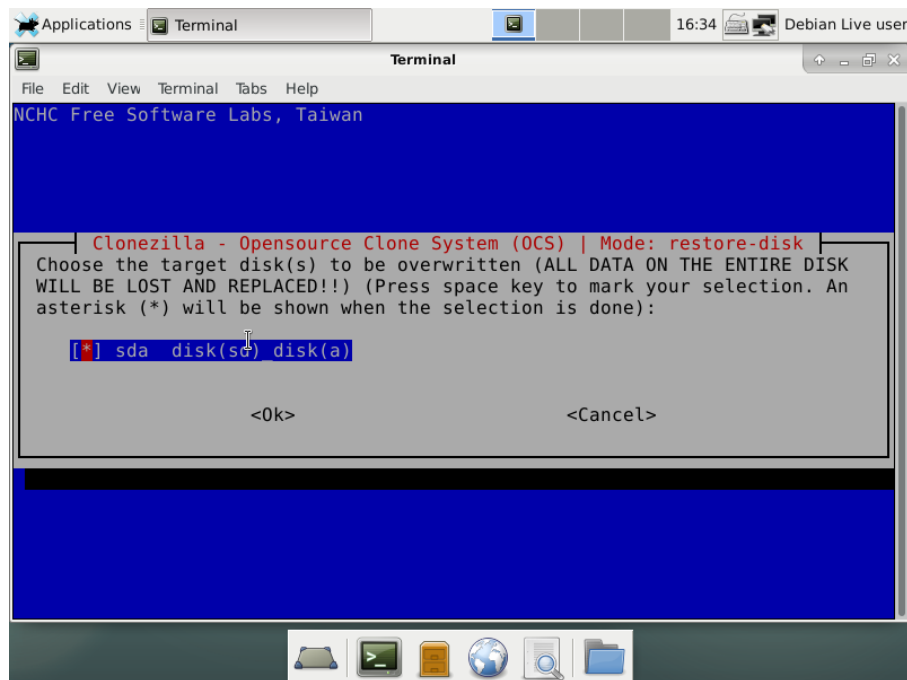 Applications Terminal 16:34 Debian Live user
Terminal
File Edit View Terminal Tabs Help
NCHC Free Software Labs, Taiwan
Clonezilla - Opensource Clone System (OCS) | Mode: restore-disk
Choose the target disk(s) to be overwritten (ALL DATA ON THE ENTIRE DISK
WILL BE LOST AND REPLACED!!) (Press space key to mark your selection. An
asterisk (*) will be shown when the selection is done):
[*] sda disk(sd)_disk(a)
<Ok> <Cancel>